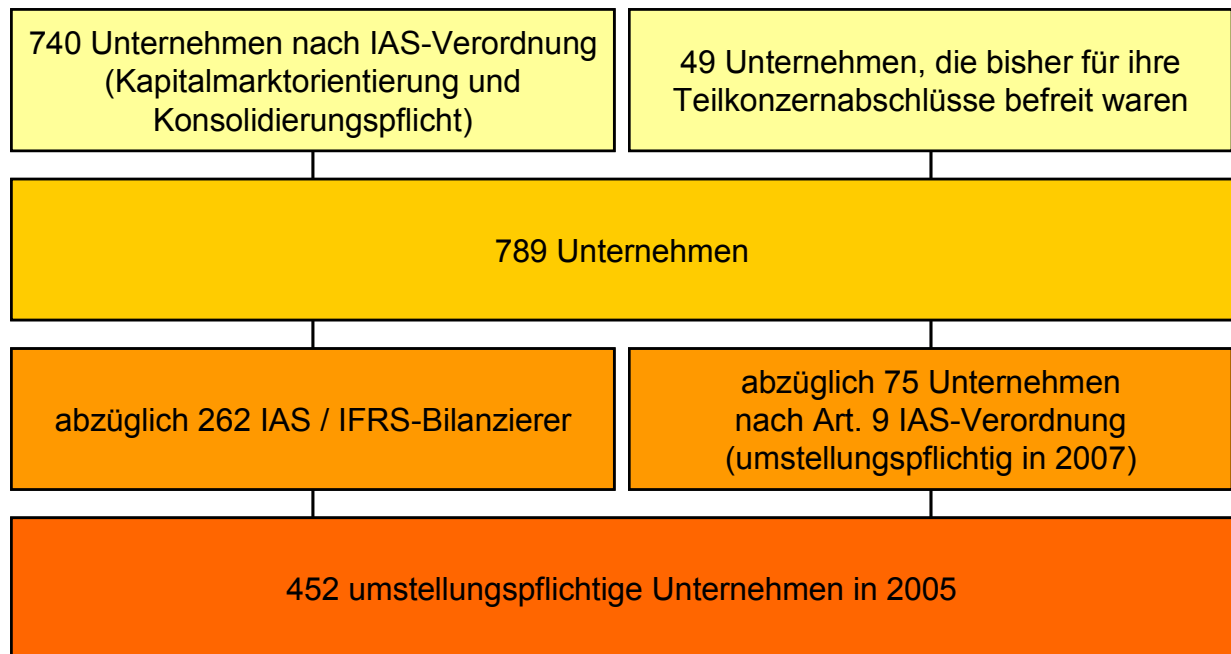 740 Unternehmen nach IAS-Verordnung
(Kapitalmarktorientierung und
Konsolidierungspflicht)
49 Unternehmen, die bisher für ihre
Teilkonzernabschlüsse befreit waren
789 Unternehmen
abzüglich 262 IAS / IFRS-Bilanzierer
abzüglich 75 Unternehmen
nach Art. 9 IAS-Verordnung
(umstellungspflichtig in 2007)
452 umstellungspflichtige Unternehmen in 2005